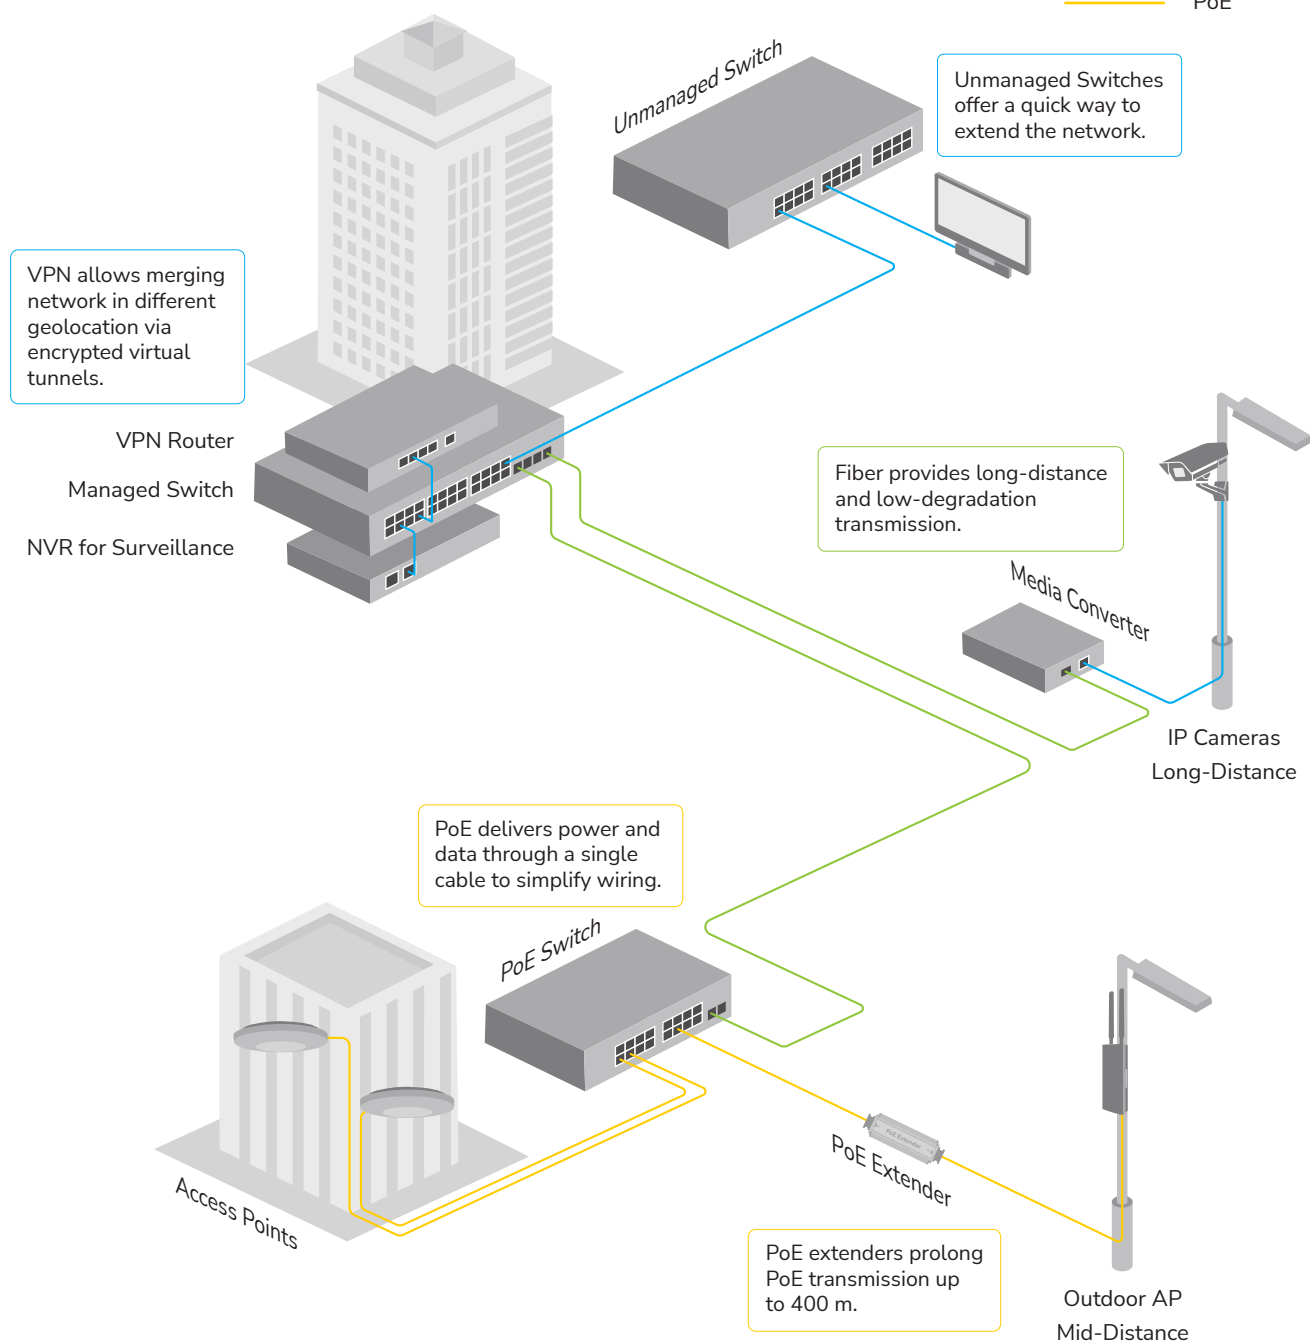 PoE
Unmanaged Switch
Unmanaged Switches
offer a quick way to
extend the network.
VPN allows merging
network in different
geolocation via
encrypted virtual
tunnels.
VPN Router
Managed Switch
NVR for Surveillance
Fiber provides long-distance
and low-degradation
transmission.
Media Converter
IP Cameras
Long-Distance
PoE delivers power and
data through a single
cable to simplify wiring.
PoE Switch
Access Points
PoE Extender
PoE Extender
PoE extenders prolong
PoE transmission up
to 400 m.
Outdoor AP
Mid-Distance